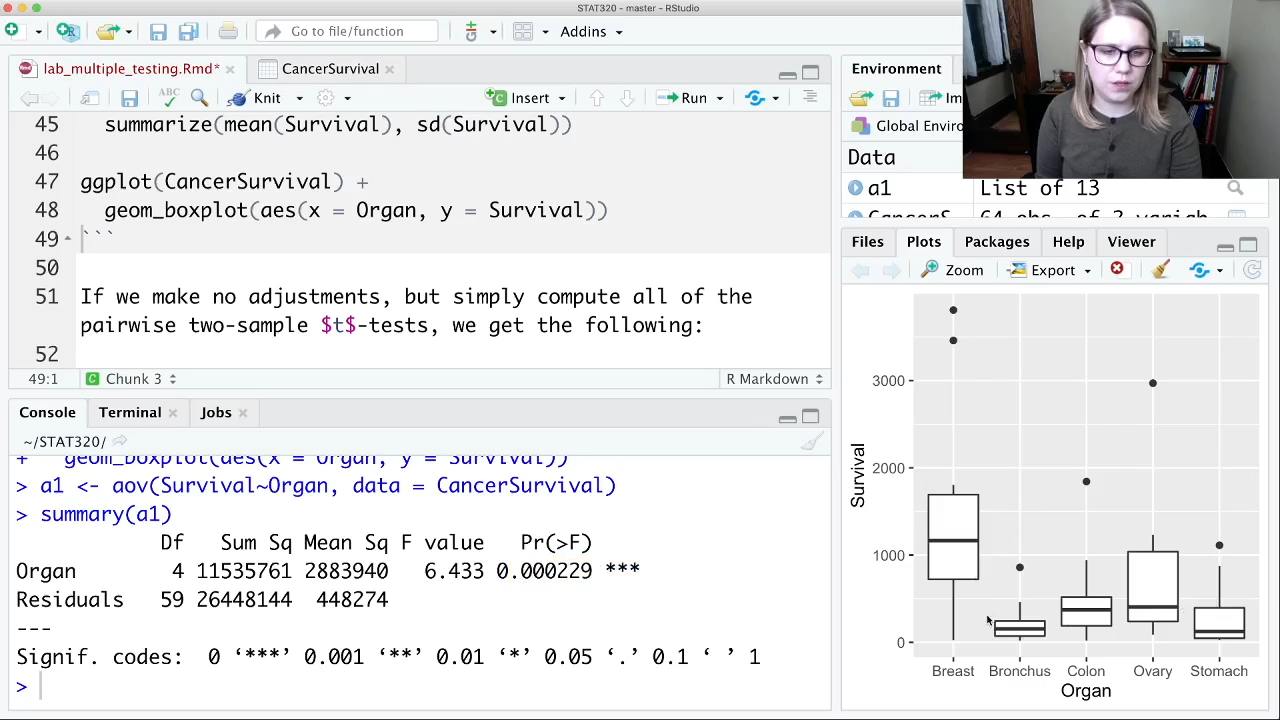 STAT320 - master - RStudio
Go to file/function
Addins
lab_multiple_testing.Rmd*
CancerSurvival
ABC
Knit
Insert
Run
45 summarize(mean(Survival), sd(Survival))
46
47 ggplot(CancerSurvival) +
48 geom_boxplot(aes(x = Organ, y = Survival))
49 ```
50
51 If we make no adjustments, but simply compute all of the
pairwise two-sample $t$-tests, we get the following:
52
49:1
Chunk 3
R Markdown
Console
Terminal
Jobs
~/STAT320/
+ geom_boxplot(aes(x = Organ, y = Survival))
> a1 <- aov(Survival~Organ, data = CancerSurvival)
> summary(a1)
Df Sum Sq Mean Sq F value Pr(>F)
Organ 4 11535761 2883940 6.433 0.000229 ***
Residuals 59 26448144 448274
---
Signif. codes: 0 ‘***’ 0.001 ‘**’ 0.01 ‘*’ 0.05 ‘.’ 0.1 ‘ ’ 1
>
Environment
Im
Global Enviro
Data
a1 List of 13
Files
Plots
Packages
Help
Viewer
Zoom
Export
3000
2000
1000
0
Survival
Breast
Bronchus
Colon
Ovary
Stomach
Organ